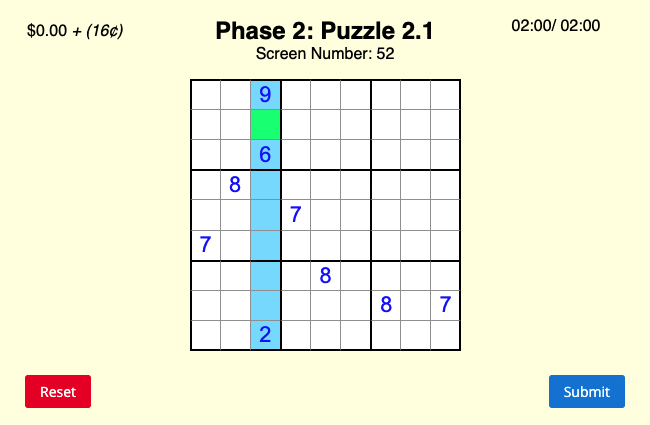 $0.00 + (16¢)
Phase 2: Puzzle 2.1
02:00/ 02:00
Screen Number: 52
9
6
8
7
7
8
8 7
2
Reset
Submit